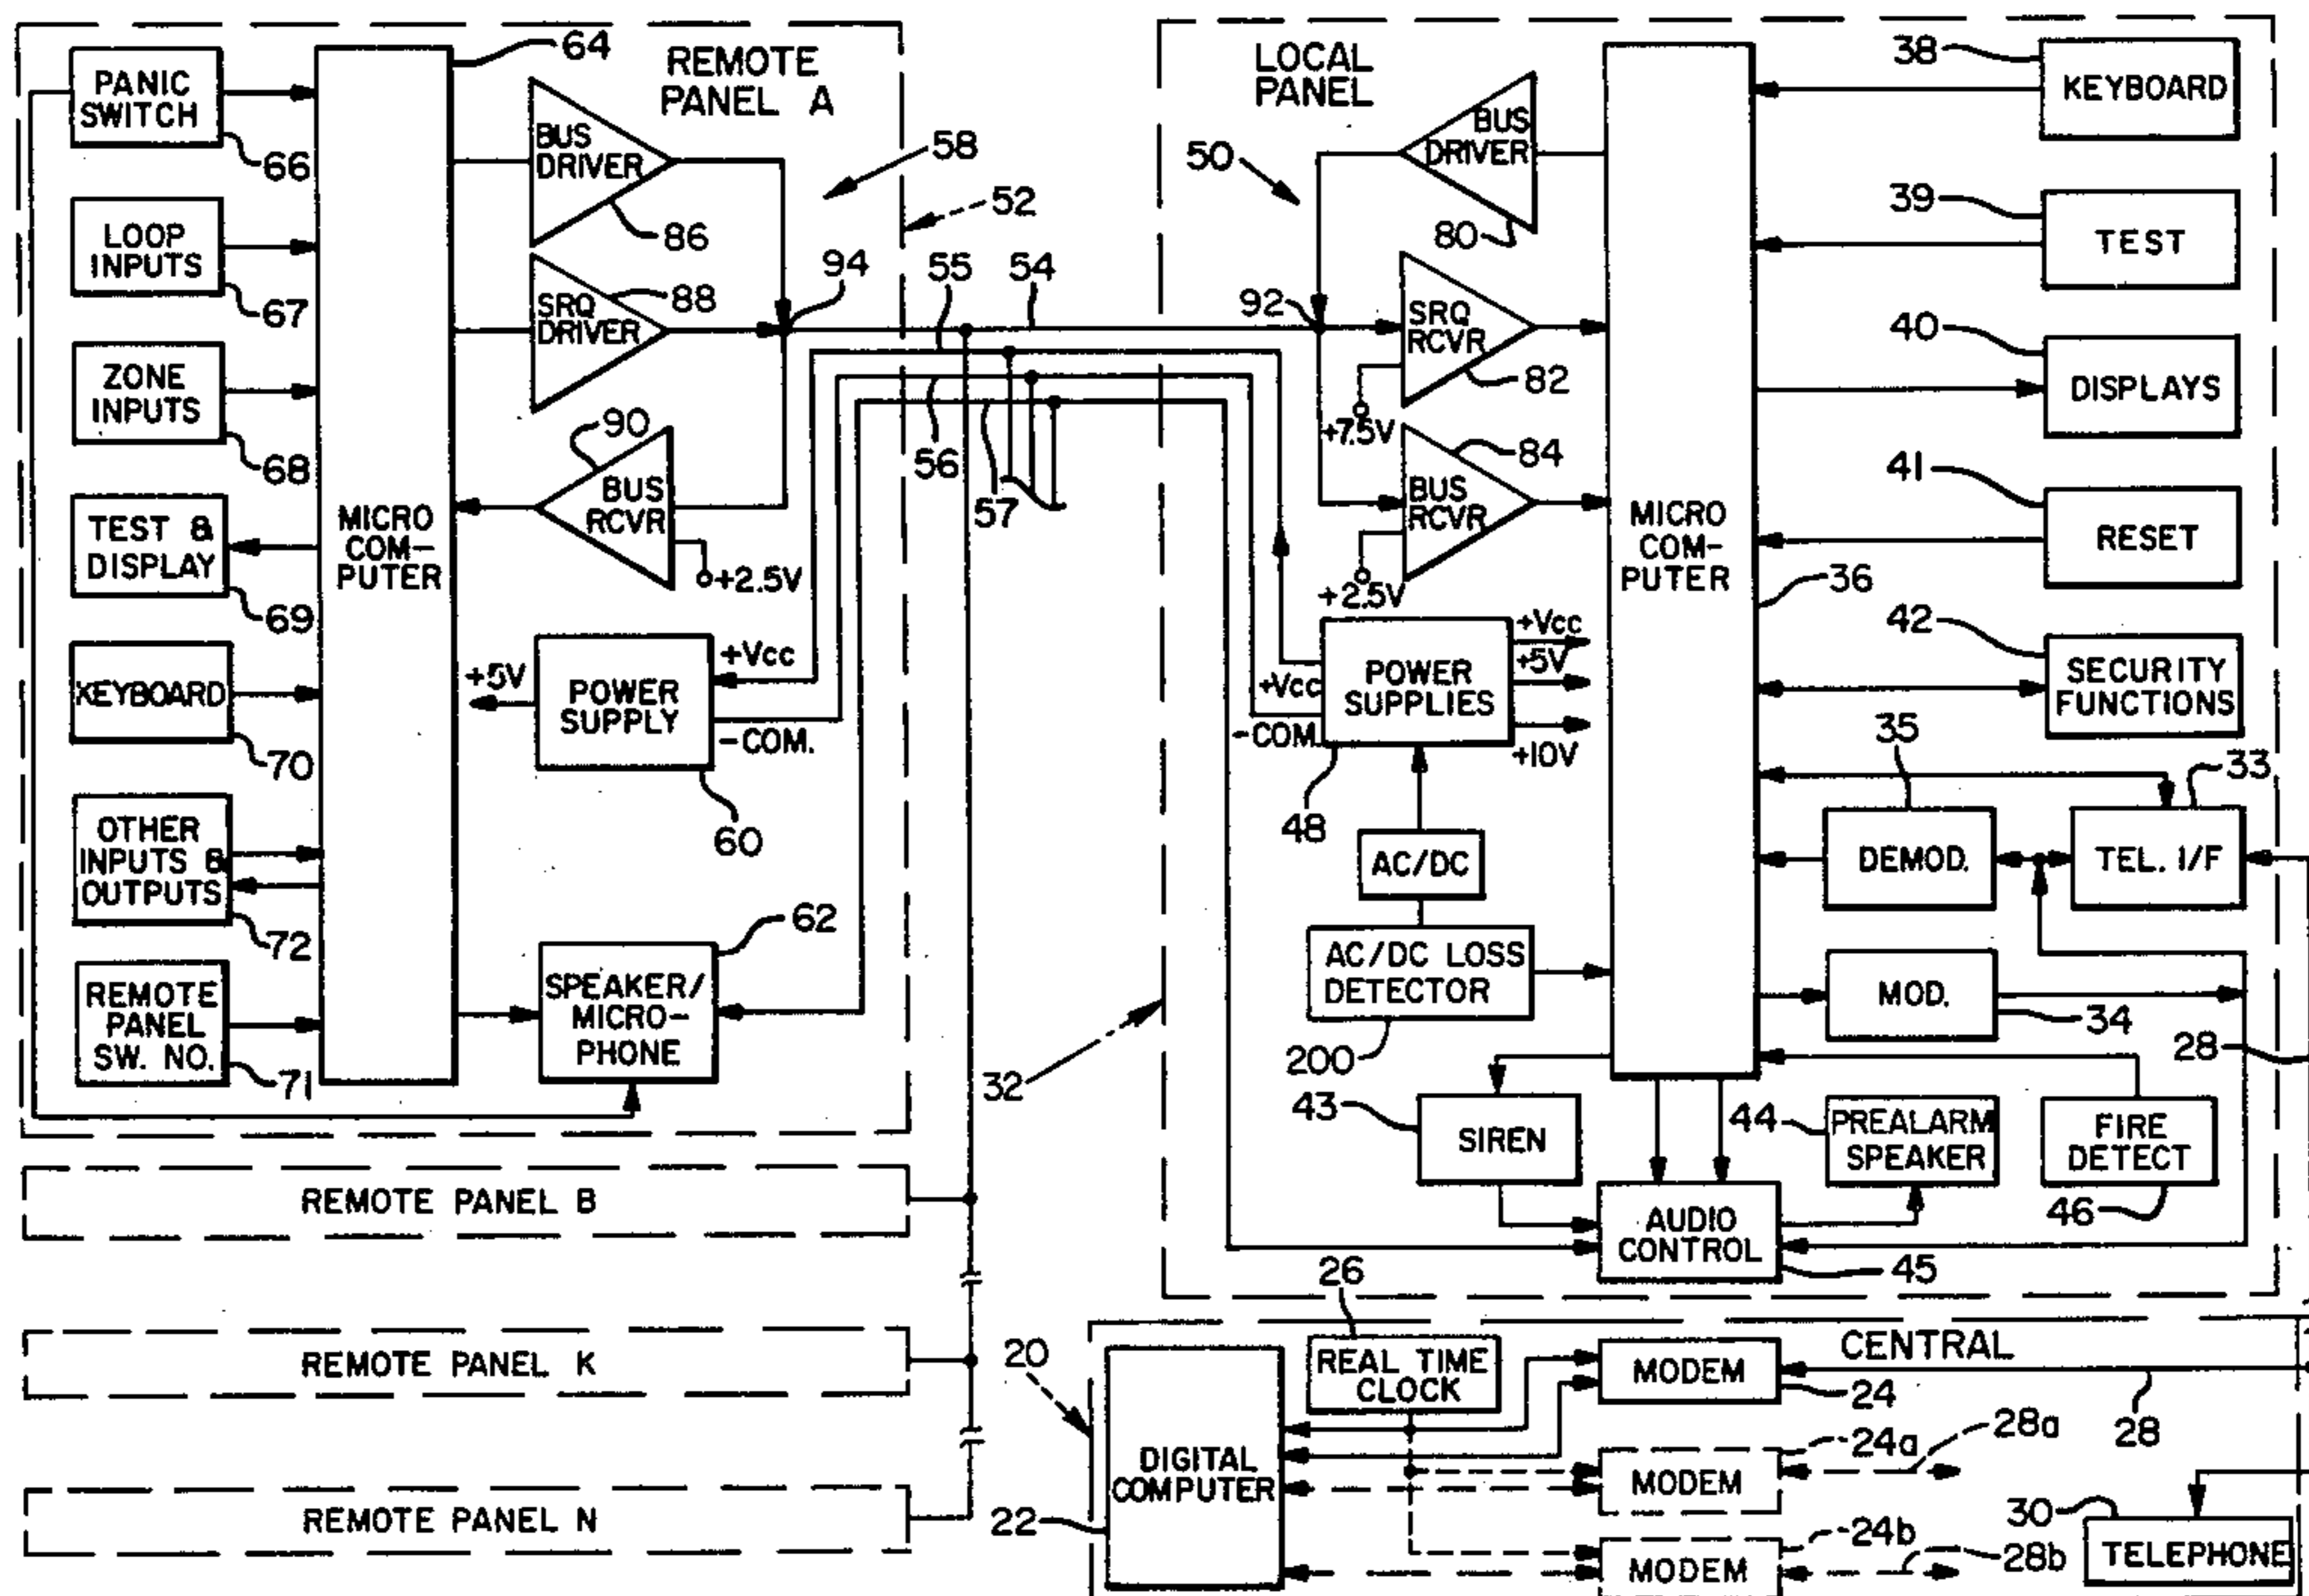 REMOTE
PANEL A
64
PANIC
SWITCH
66
LOOP
INPUTS
67
ZONE
INPUTS
68
TEST &
DISPLAY
69
KEYBOARD
70
OTHER
INPUTS &
OUTPUTS
72
REMOTE
PANEL
SW. NO.
71
MICRO
COM-
PUTER
BUS
DRIVER
86
SRQ
DRIVER
88
90
BUS
RCVR
+2.5V
94
58
52
+5V
POWER
SUPPLY
+Vcc
-COM.
60
SPEAKER/
MICRO-
PHONE
62
55
54
56
57
REMOTE PANEL B
REMOTE PANEL K
REMOTE PANEL N
LOCAL
PANEL
50
BUS
DRIVER
80
92
SRQ
RCVR
82
+7.5V
84
BUS
RCVR
+2.5V
POWER
SUPPLIES
+Vcc
-COM.
+Vcc
+5V
+10V
48
AC/DC
AC/DC LOSS
DETECTOR
200
32
MICRO
COM-
PUTER
36
38
KEYBOARD
39
TEST
40
DISPLAYS
41
RESET
42
SECURITY
FUNCTIONS
35
DEMOD.
33
TEL. I/F
MOD.
34
28
43
SIREN
44
PREALARM
SPEAKER
FIRE
DETECT
46
AUDIO
CONTROL
45
20
CENTRAL
26
REAL TIME
CLOCK
DIGITAL
COMPUTER
22
MODEM
24
28
MODEM
24a
28a
MODEM
24b
28b
30
TELEPHONE